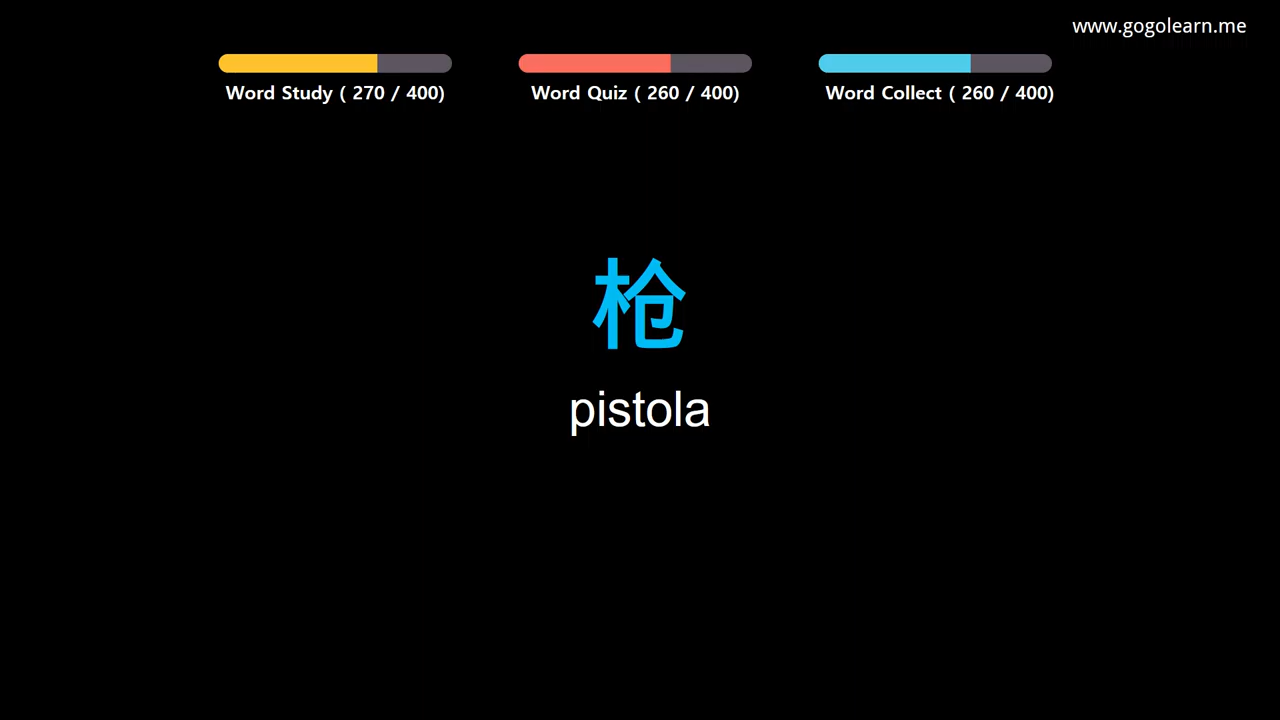 www.gogolearn.me
Word Study ( 270 / 400)
Word Quiz ( 260 / 400)
Word Collect ( 260 / 400)
枪
pistola